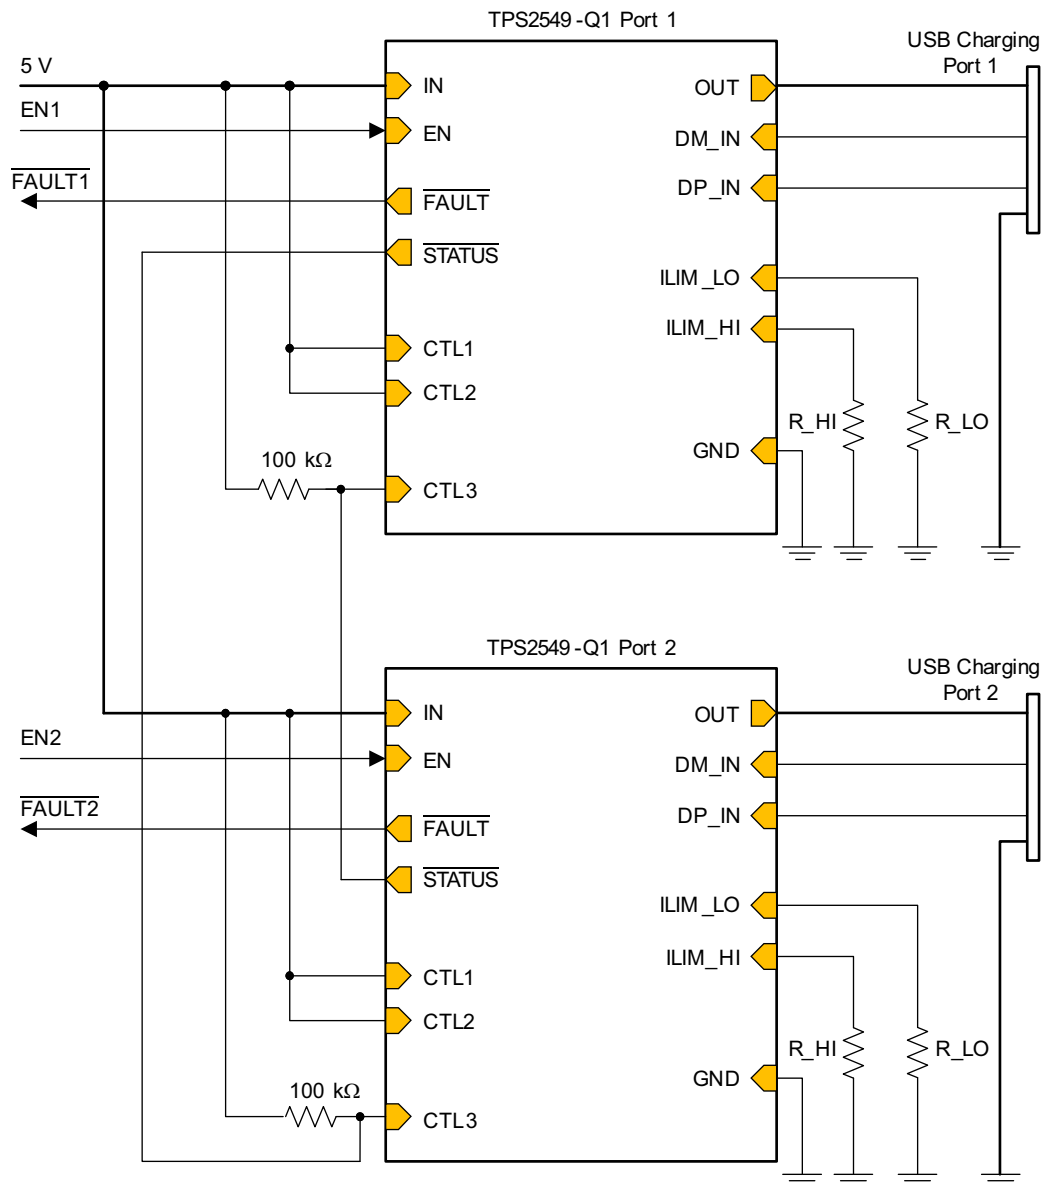 TPS2549-Q1 Port 1
USB Charging
Port 1
5 V
IN
OUT
EN1
EN
DM_IN
FAULT1
FAULT
DP_IN
STATUS
ILIM_LO
ILIM_HI
CTL1
CTL2
R_HI
R_LO
GND
100 kΩ
CTL3
TPS2549-Q1 Port 2
USB Charging
Port 2
IN
OUT
EN2
EN
DM_IN
FAULT2
FAULT
DP_IN
STATUS
ILIM_LO
ILIM_HI
CTL1
CTL2
R_HI
R_LO
GND
100 kΩ
CTL3